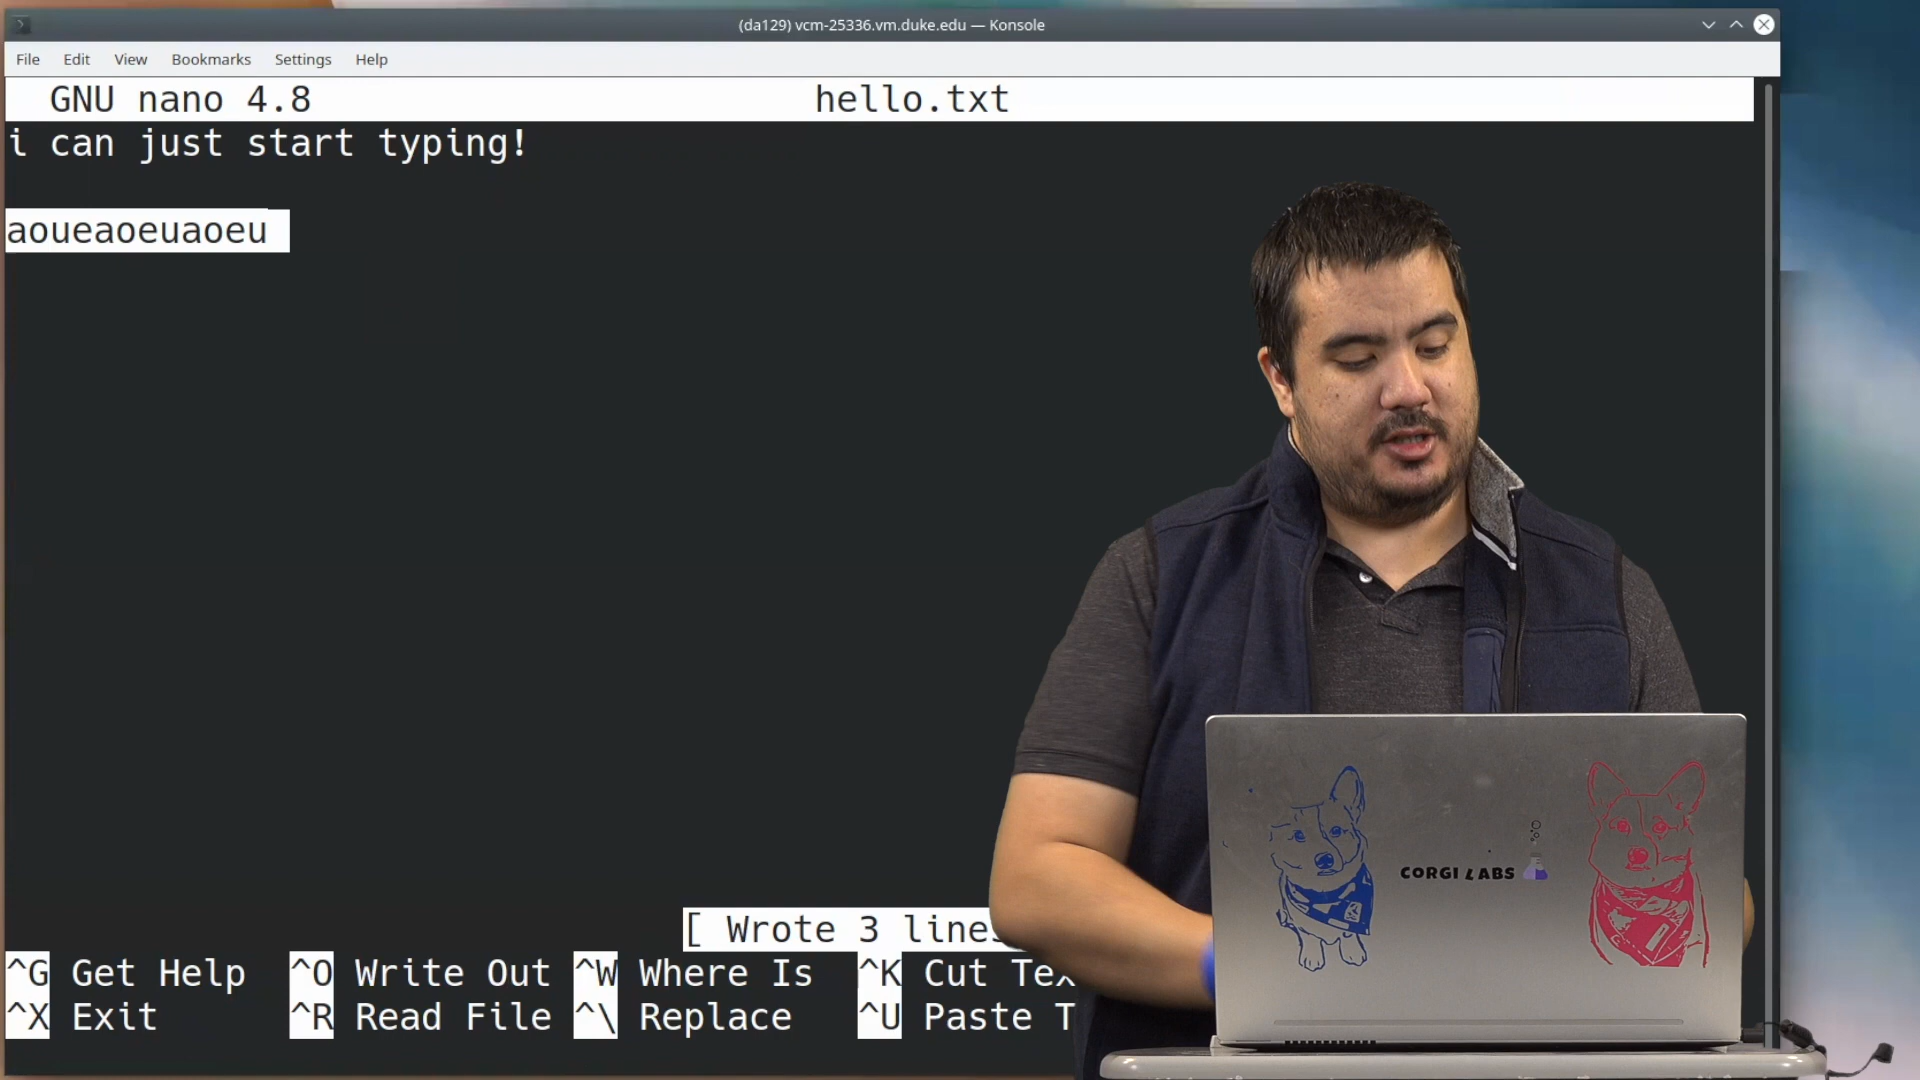 (da129) vcm-25336.vm.duke.edu — Konsole
File Edit View Bookmarks Settings Help
GNU nano 4.8 hello.txt
i can just start typing!
aoueaoeuaoeu
[ Wrote 3 lines
^G Get Help ^O Write Out ^W Where Is ^K Cut Tex
^X Exit ^R Read File ^\ Replace ^U Paste T
CORGI LABS